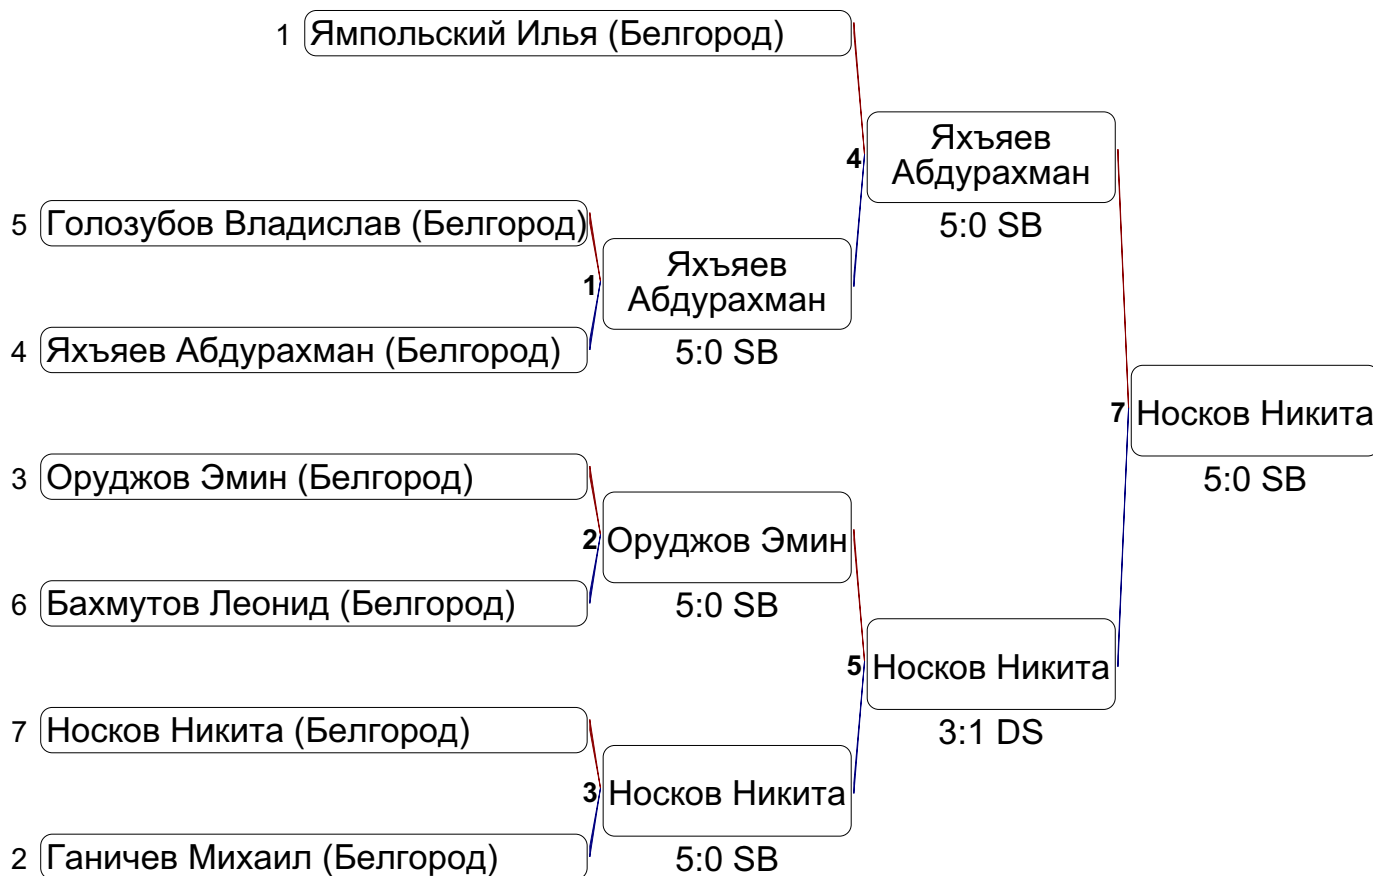 1 Ямпольский Илья (Белгород)
4 Яхъяев
Абдурахман
5:0 SB
5 Голозубов Владислав (Белгород)
1 Яхъяев
Абдурахман
5:0 SB
4 Яхъяев Абдурахман (Белгород)
7 Носков Никита
5:0 SB
3 Оруджов Эмин (Белгород)
2 Оруджов Эмин
5:0 SB
6 Бахмутов Леонид (Белгород)
5 Носков Никита
3:1 DS
7 Носков Никита (Белгород)
3 Носков Никита
5:0 SB
2 Ганичев Михаил (Белгород)